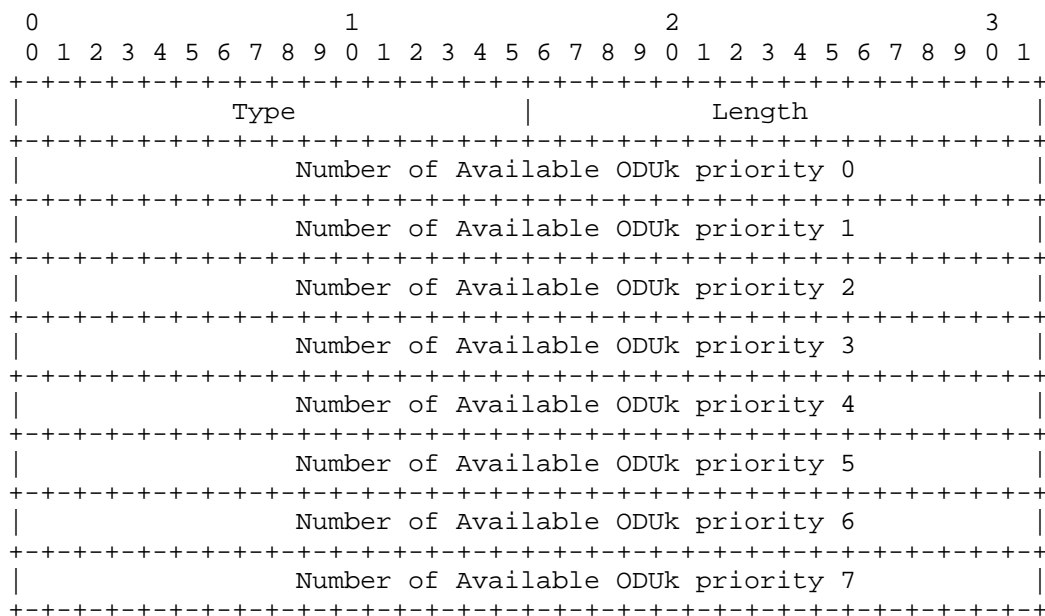 0                   1                   2                   3
 0 1 2 3 4 5 6 7 8 9 0 1 2 3 4 5 6 7 8 9 0 1 2 3 4 5 6 7 8 9 0 1
+-+-+-+-+-+-+-+-+-+-+-+-+-+-+-+-+-+-+-+-+-+-+-+-+-+-+-+-+-+-+-+-+
|             Type              |           Length              |
+-+-+-+-+-+-+-+-+-+-+-+-+-+-+-+-+-+-+-+-+-+-+-+-+-+-+-+-+-+-+-+-+
|                 Number of Available ODUk priority 0           |
+-+-+-+-+-+-+-+-+-+-+-+-+-+-+-+-+-+-+-+-+-+-+-+-+-+-+-+-+-+-+-+-+
|                 Number of Available ODUk priority 1           |
+-+-+-+-+-+-+-+-+-+-+-+-+-+-+-+-+-+-+-+-+-+-+-+-+-+-+-+-+-+-+-+-+
|                 Number of Available ODUk priority 2           |
+-+-+-+-+-+-+-+-+-+-+-+-+-+-+-+-+-+-+-+-+-+-+-+-+-+-+-+-+-+-+-+-+
|                 Number of Available ODUk priority 3           |
+-+-+-+-+-+-+-+-+-+-+-+-+-+-+-+-+-+-+-+-+-+-+-+-+-+-+-+-+-+-+-+-+
|                 Number of Available ODUk priority 4           |
+-+-+-+-+-+-+-+-+-+-+-+-+-+-+-+-+-+-+-+-+-+-+-+-+-+-+-+-+-+-+-+-+
|                 Number of Available ODUk priority 5           |
+-+-+-+-+-+-+-+-+-+-+-+-+-+-+-+-+-+-+-+-+-+-+-+-+-+-+-+-+-+-+-+-+
|                 Number of Available ODUk priority 6           |
+-+-+-+-+-+-+-+-+-+-+-+-+-+-+-+-+-+-+-+-+-+-+-+-+-+-+-+-+-+-+-+-+
|                 Number of Available ODUk priority 7           |
+-+-+-+-+-+-+-+-+-+-+-+-+-+-+-+-+-+-+-+-+-+-+-+-+-+-+-+-+-+-+-+-+